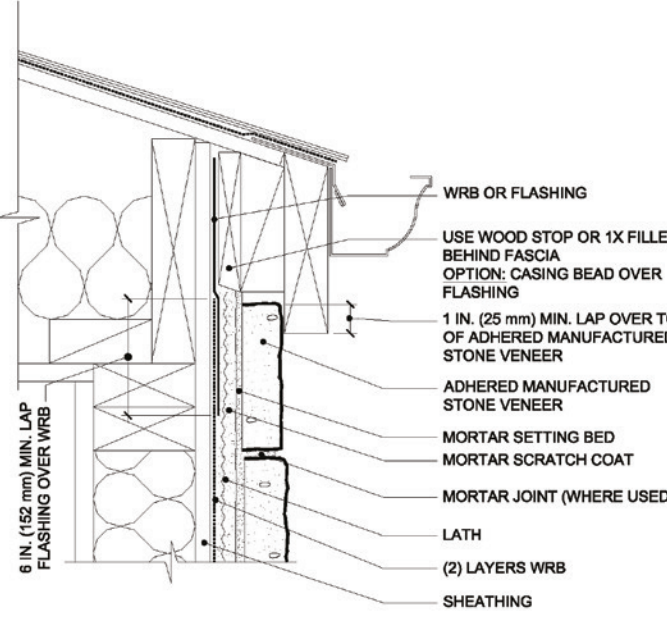 WRB OR FLASHING
USE WOOD STOP OR 1X FILLE
BEHIND FASCIA
OPTION: CASING BEAD OVER
FLASHING
1 IN. (25 mm) MIN. LAP OVER TO
OF ADHERED MANUFACTURED
STONE VENEER
ADHERED MANUFACTURED
STONE VENEER
MORTAR SETTING BED
MORTAR SCRATCH COAT
MORTAR JOINT (WHERE USED
LATH
(2) LAYERS WRB
SHEATHING
6 IN. (152 mm) MIN. LAP
FLASHING OVER WRB